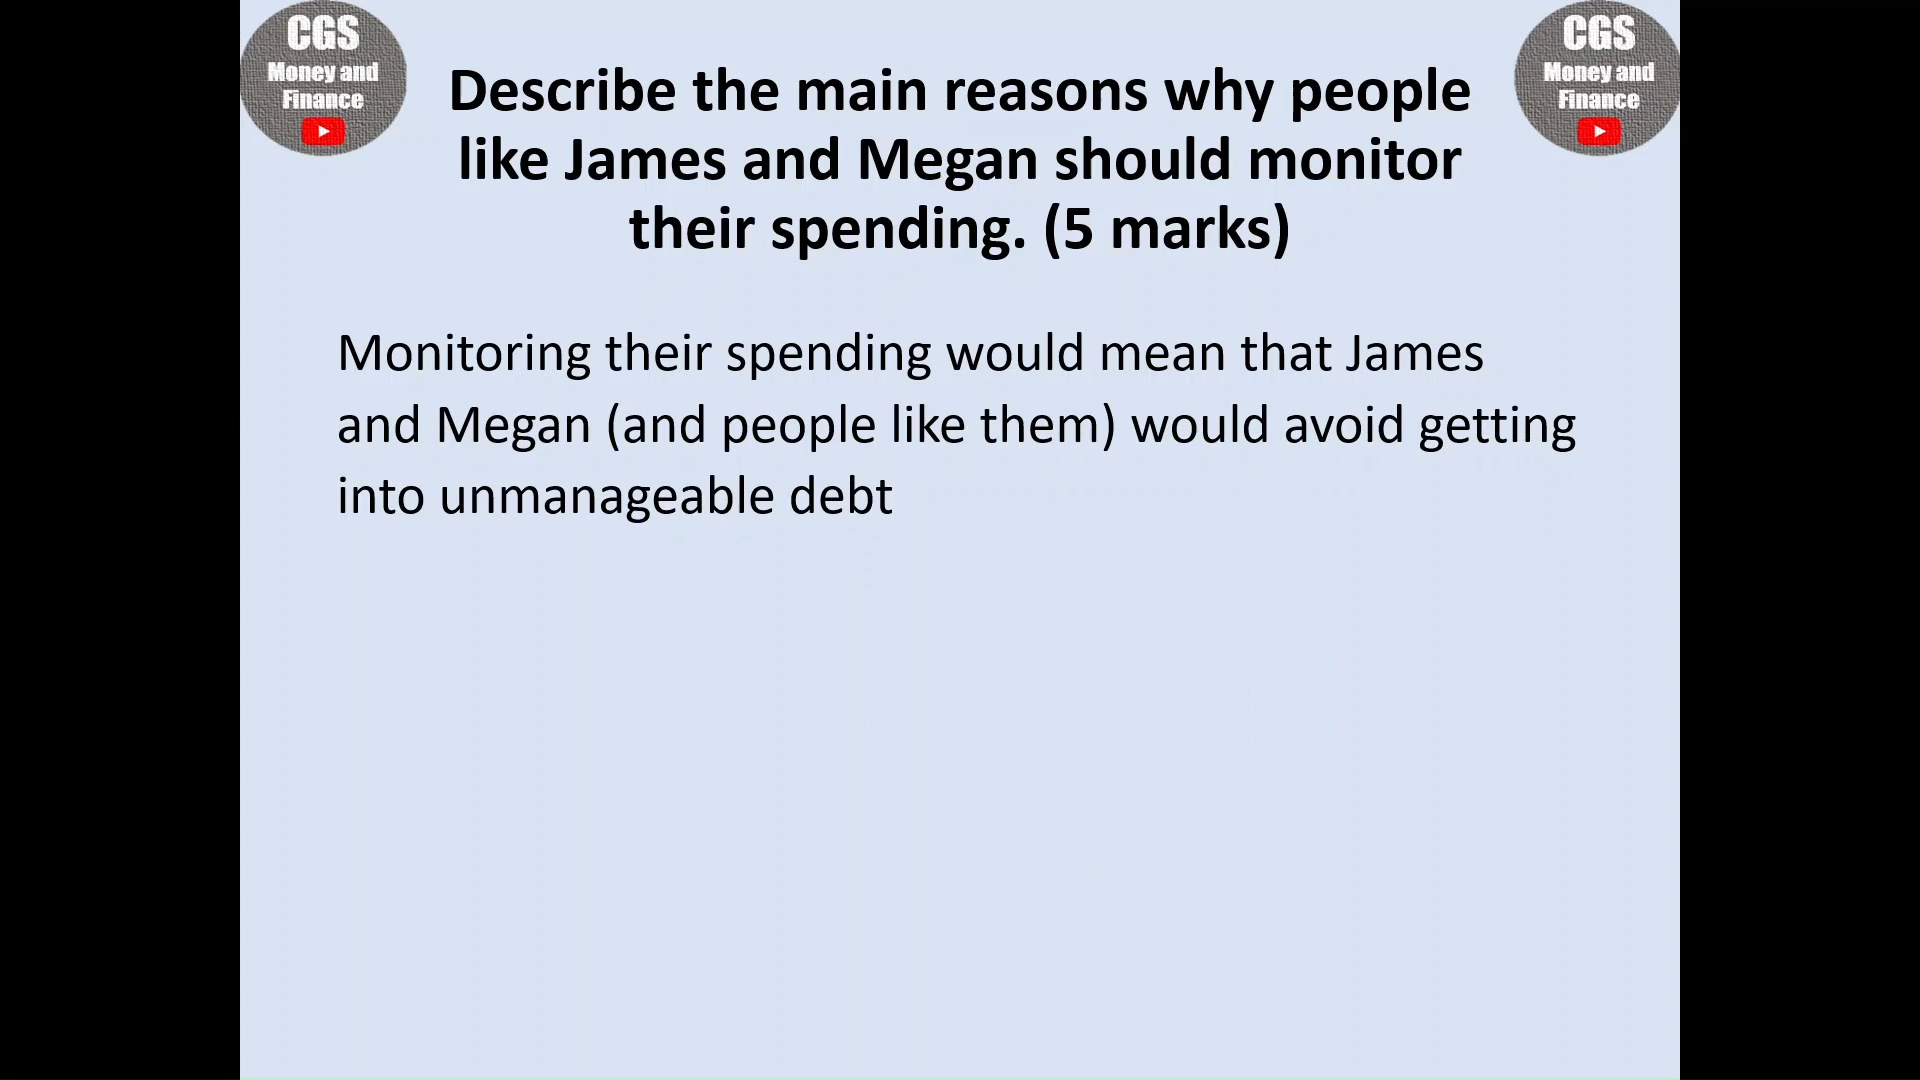 CGS
Money and
Finance
CGS
Money and
Finance
Describe the main reasons why people
like James and Megan should monitor
their spending. (5 marks)
Monitoring their spending would mean that James
and Megan (and people like them) would avoid getting
into unmanageable debt